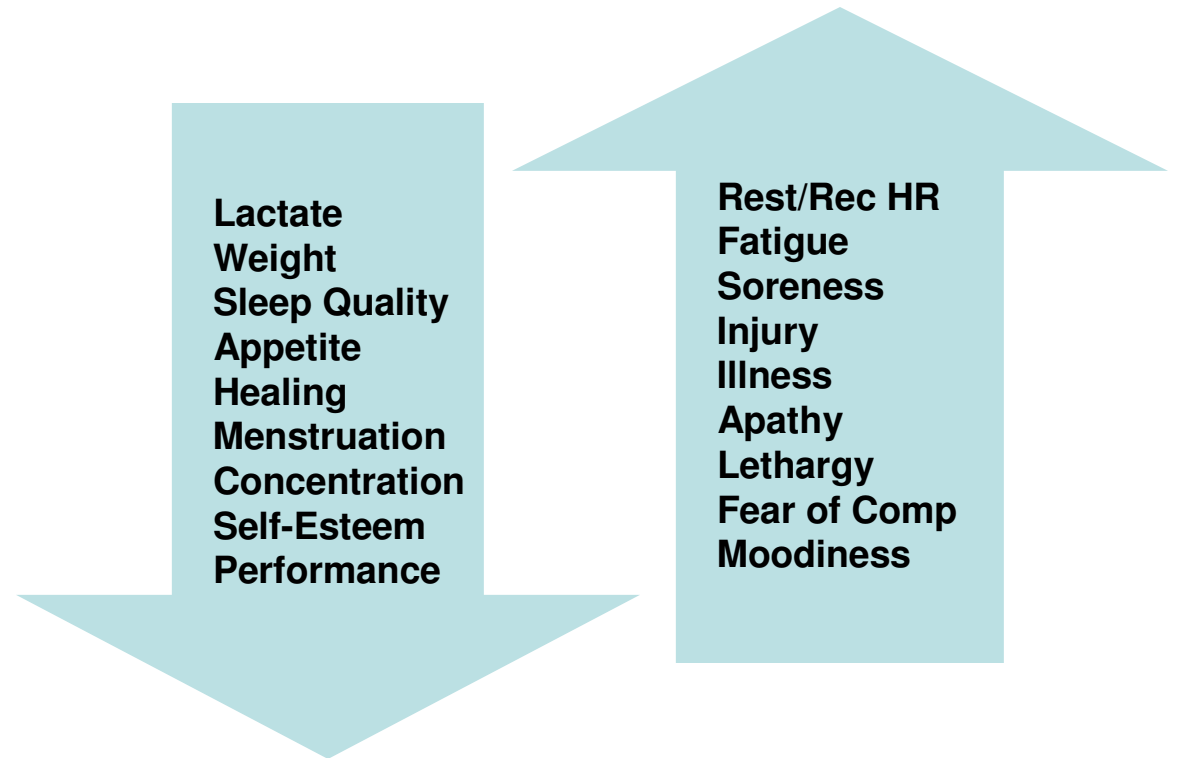 Lactate
Weight
Sleep Quality
Appetite
Healing
Menstruation
Concentration
Self-Esteem
Performance
Rest/Rec HR
Fatigue
Soreness
Injury
Illness
Apathy
Lethargy
Fear of Comp
Moodiness